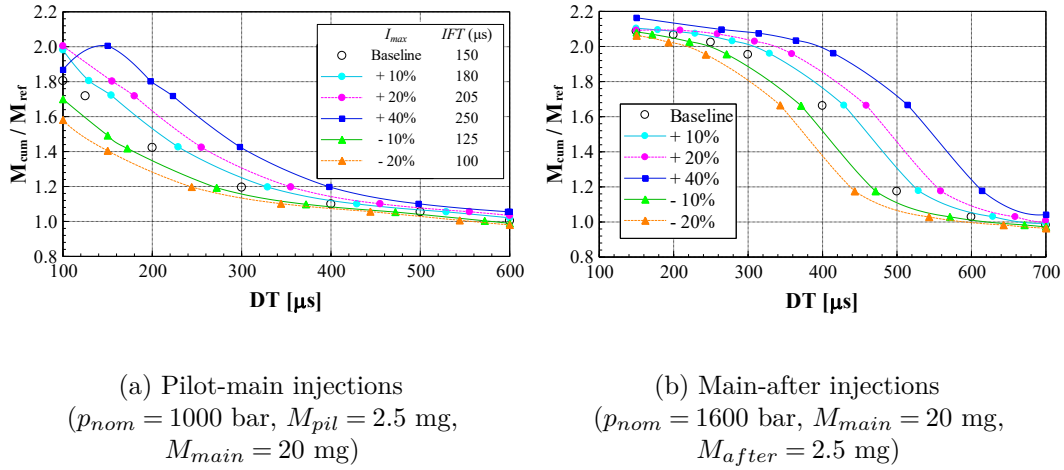 I_max IFT (μs)
Baseline 150
+ 10% 180
+ 20% 205
+ 40% 250
- 10% 125
- 20% 100
M_cum / M_ref
2.0
1.8
1.6
1.4
1.2
1.0
0.8
100 200 300 400 500 600
DT [μs]
M_cum / M_ref
2.2
2.0
1.8
1.6
1.4
1.2
1.0
0.8
Baseline
+ 10%
+ 20%
+ 40%
- 10%
- 20%
100 200 300 400 500 600 700
DT [μs]
(a) Pilot-main injections
(p_nom = 1000 bar, M_pil = 2.5 mg,
M_main = 20 mg)
(b) Main-after injections
(p_nom = 1600 bar, M_main = 20 mg,
M_after = 2.5 mg)